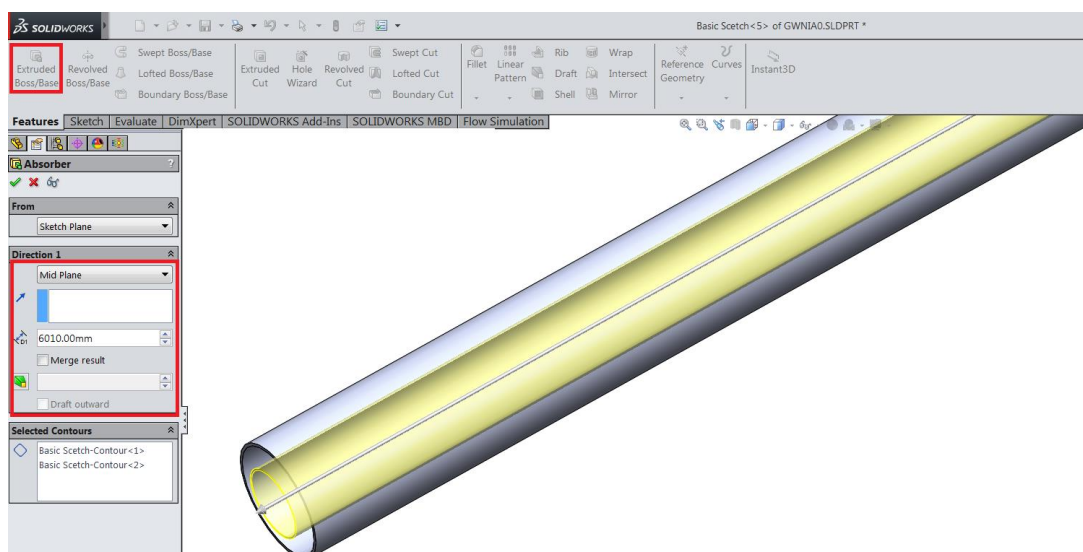 SOLIDWORKS
Basic Scetch<5> of GWNIA0.SLDPRT *
Extruded Boss/Base
Revolved Boss/Base
Swept Boss/Base
Lofted Boss/Base
Boundary Boss/Base
Extruded Cut
Hole Wizard
Revolved Cut
Swept Cut
Lofted Cut
Boundary Cut
Fillet
Linear Pattern
Rib
Draft
Shell
Wrap
Intersect
Mirror
Reference Geometry
Curves
Instant3D
Features Sketch Evaluate DimXpert SOLIDWORKS Add-Ins SOLIDWORKS MBD Flow Simulation
Absorber ?
From
Sketch Plane
Direction 1
Mid Plane
D1 6010.00mm
Merge result
Draft outward
Selected Contours
Basic Scetch-Contour<1>
Basic Scetch-Contour<2>